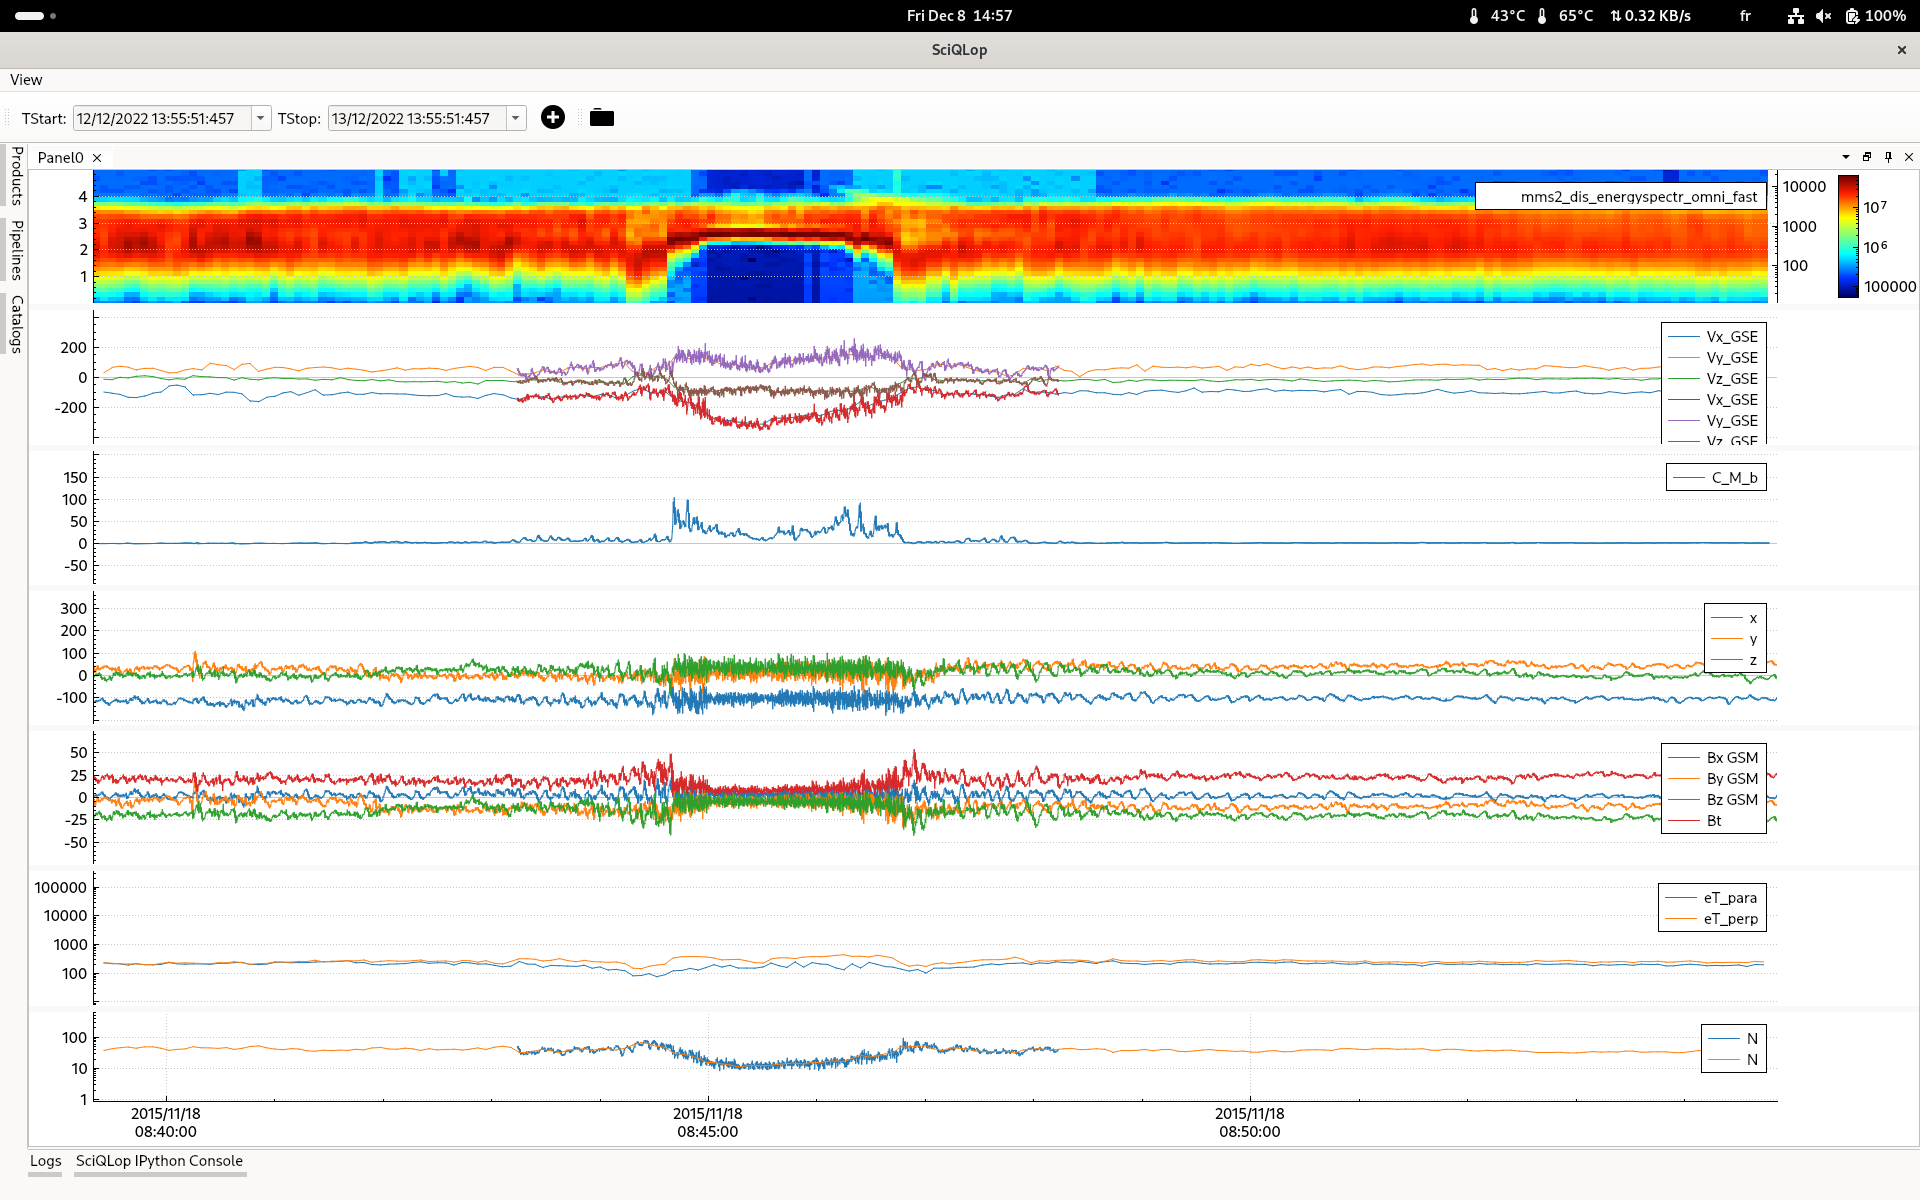 Fri Dec 8 14:57
43°C 65°C 0.32 KB/s fr 100%
SciQLop
View
TStart: 12/12/2022 13:55:51:457 TStop: 13/12/2022 13:55:51:457
Products
Pipelines
Catalogs
Panel0
4
3
2
1
mms2_dis_energyspectr_omni_fast
10000
1000
100
10⁷
10⁶
100000
200
0
-200
Vx_GSE
Vy_GSE
Vz_GSE
Vx_GSE
Vy_GSE
Vz_GSE
150
100
50
0
-50
C_M_b
300
200
100
0
-100
x
y
z
50
25
0
-25
-50
Bx GSM
By GSM
Bz GSM
Bt
100000
10000
1000
100
eT_para
eT_perp
100
10
1
N
N
2015/11/18 2015/11/18 2015/11/18
08:40:00 08:45:00 08:50:00
Logs SciQLop IPython Console